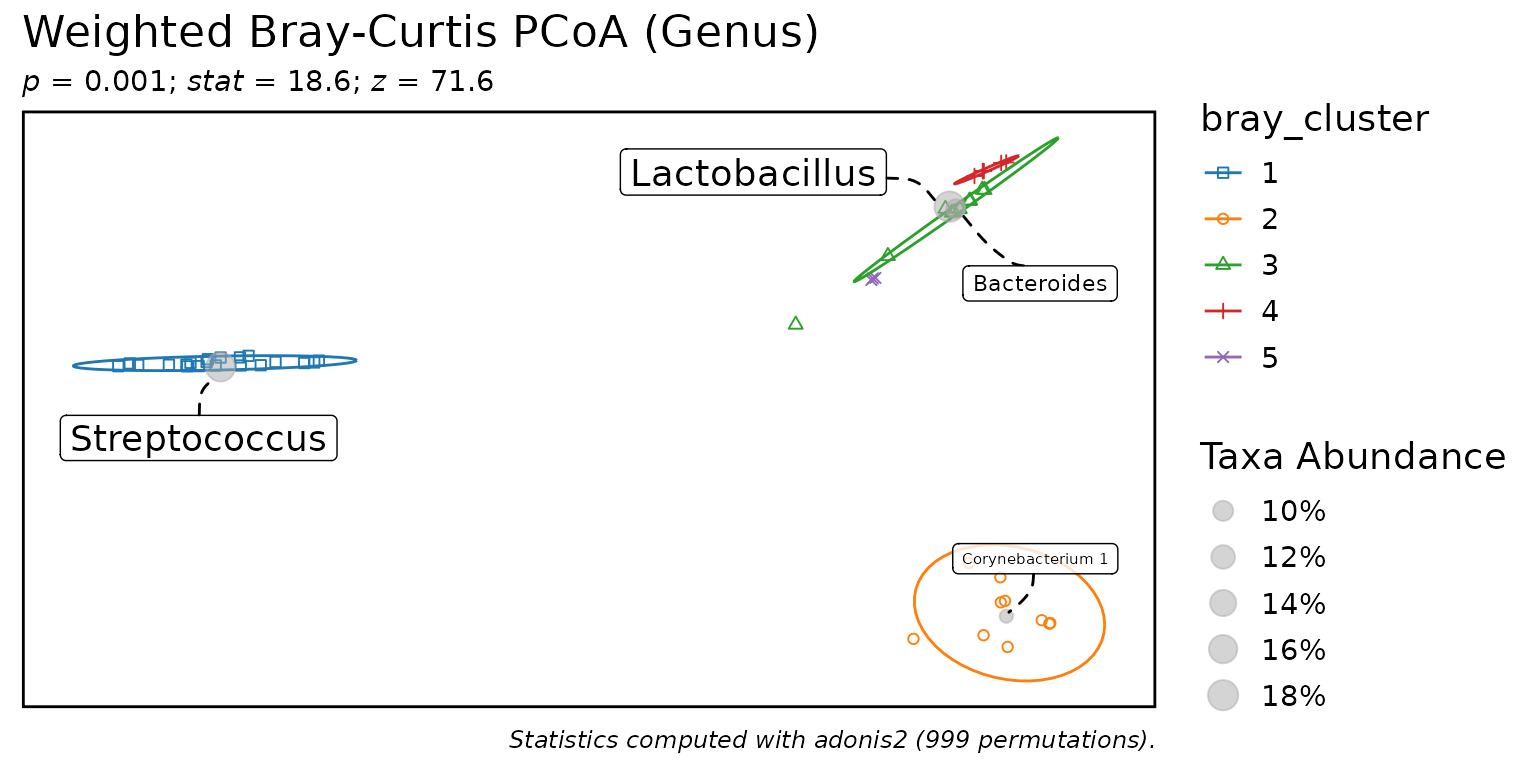 Weighted Bray-Curtis PCoA (Genus)
p = 0.001; stat = 18.6; z = 71.6
Lactobacillus
Bacteroides
Streptococcus
Corynebacterium 1
bray_cluster
1
2
3
4
5
Taxa Abundance
10%
12%
14%
16%
18%
Statistics computed with adonis2 (999 permutations).